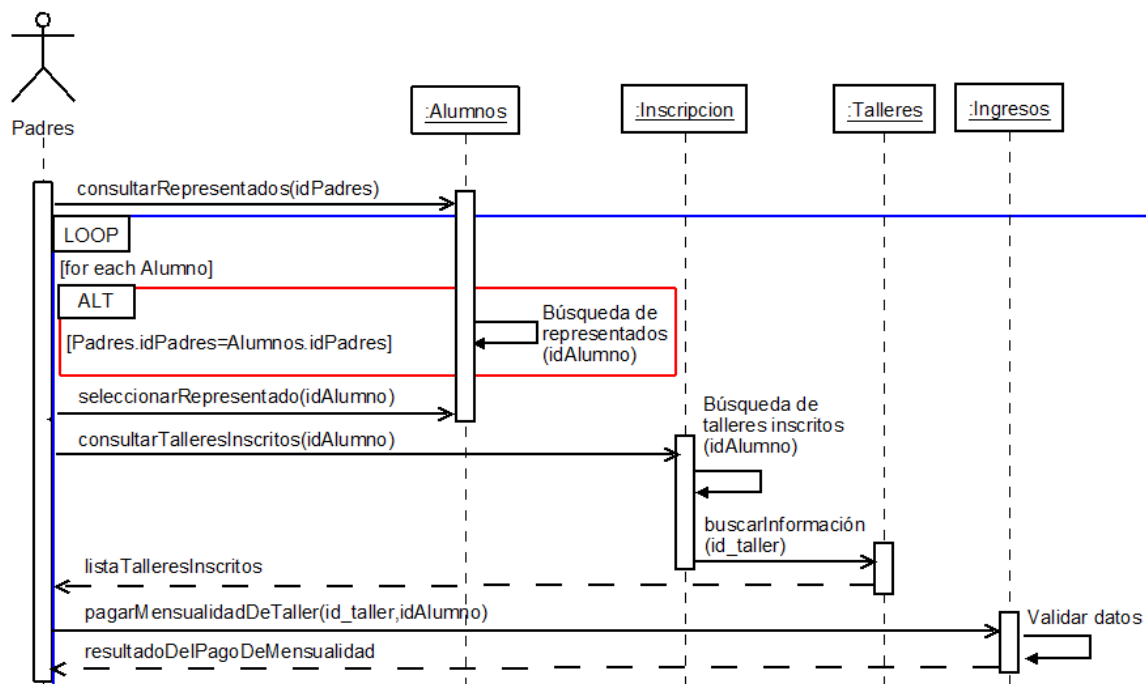 Padres
:Alumnos
:Inscripcion
:Talleres
:Ingresos
consultarRepresentados(idPadres)
LOOP
[for each Alumno]
ALT
[Padres.idPadres=Alumnos.idPadres]
Búsqueda de
representados
(idAlumno)
seleccionarRepresentado(idAlumno)
Búsqueda de
talleres inscritos
(idAlumno)
consultarTalleresInscritos(idAlumno)
buscarInformación
(id_taller)
listaTalleresInscritos
pagarMensualidadDeTaller(id_taller,idAlumno)
Validar datos
resultadoDelPagoDeMensualidad